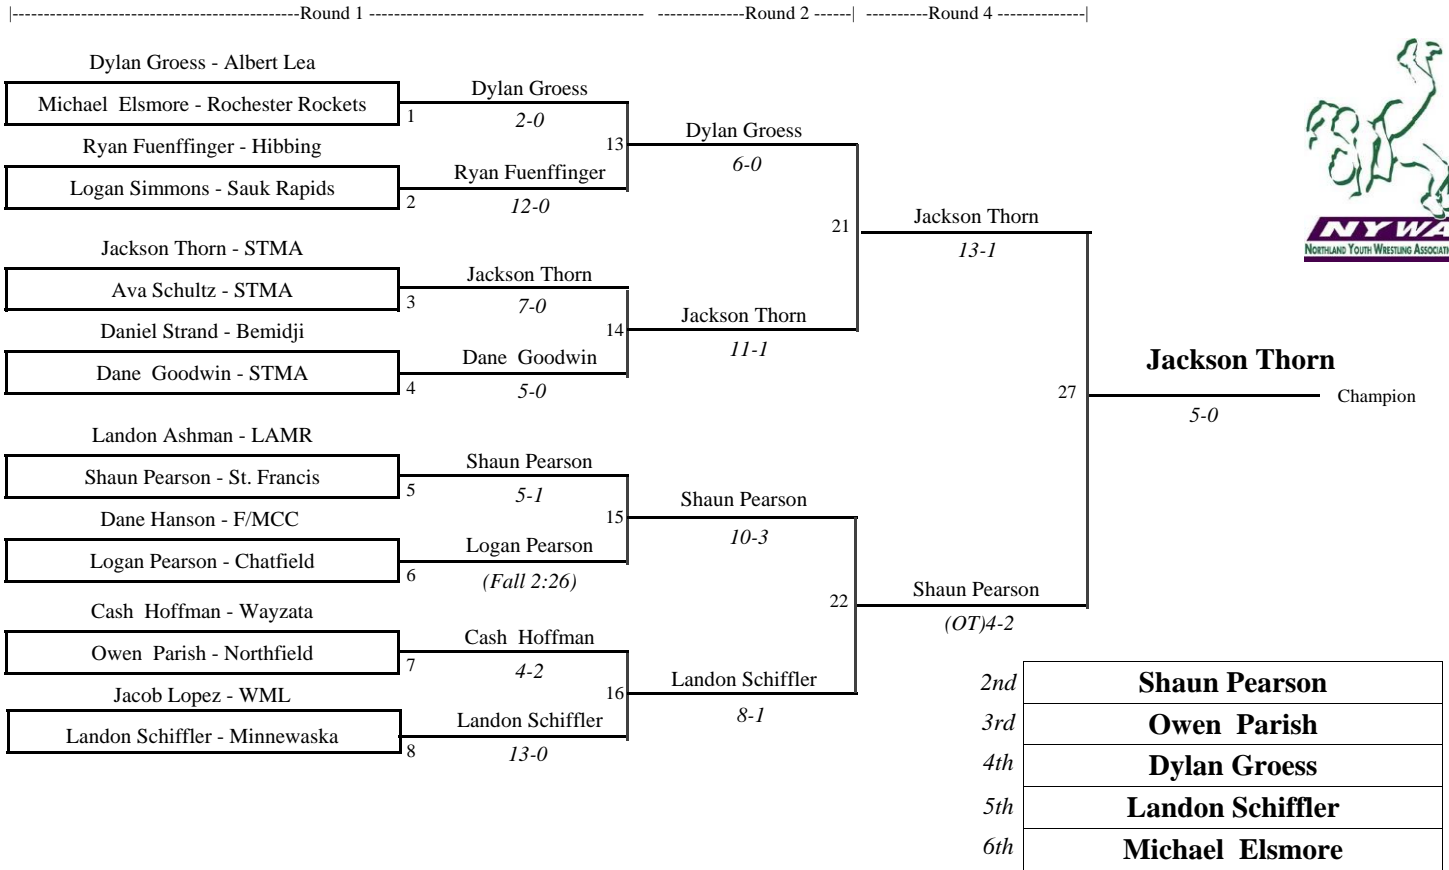 |-----------------------------------------------Round 1 --------------------------------------------- --------------Round 2 ------| ----------Round 4 --------------|
Dylan Groess - Albert Lea
Michael Elsmore - Rochester Rockets
1
Ryan Fuenffinger - Hibbing
Logan Simmons - Sauk Rapids
2
Jackson Thorn - STMA
Ava Schultz - STMA
3
Daniel Strand - Bemidji
Dane Goodwin - STMA
4
Landon Ashman - LAMR
Shaun Pearson - St. Francis
5
Dane Hanson - F/MCC
Logan Pearson - Chatfield
6
Cash Hoffman - Wayzata
Owen Parish - Northfield
7
Jacob Lopez - WML
Landon Schiffler - Minnewaska
8
Dylan Groess
2-0
13
Ryan Fuenffinger
12-0
Jackson Thorn
7-0
14
Dane Goodwin
5-0
Shaun Pearson
5-1
15
Logan Pearson
(Fall 2:26)
Cash Hoffman
4-2
16
Landon Schiffler
13-0
Dylan Groess
6-0
21
Jackson Thorn
11-1
Shaun Pearson
10-3
22
Landon Schiffler
8-1
Jackson Thorn
13-1
27
Shaun Pearson
(OT)4-2
Jackson Thorn
Champion
5-0
NYWA
NORTHLAND YOUTH WRESTLING ASSOCIATI
2nd Shaun Pearson
3rd Owen Parish
4th Dylan Groess
5th Landon Schiffler
6th Michael Elsmore